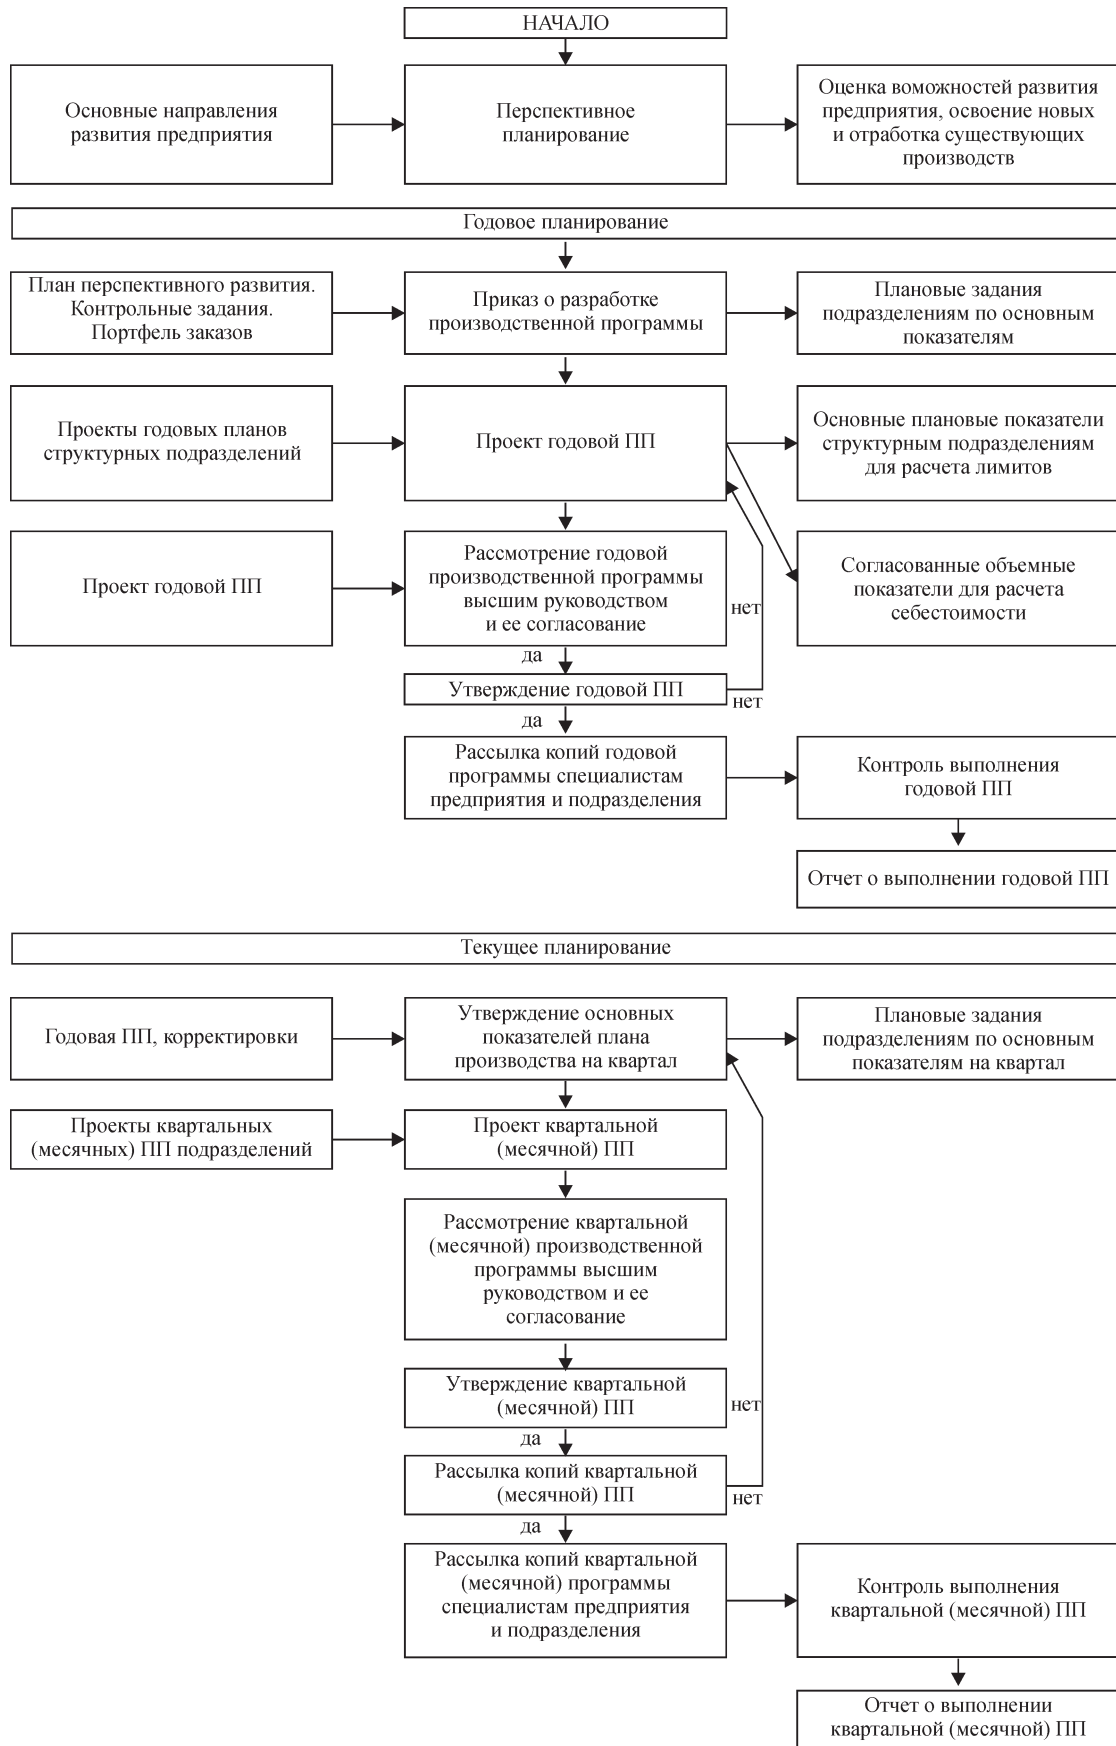 НАЧАЛО
Основные направления
развития предприятия
Перспективное
планирование
Оценка воможностей развития
предприятия, освоение новых
и отработка существующих
производств
Годовое планирование
План перспективного развития.
Контрольные задания.
Портфель заказов
Приказ о разработке
производственной программы
Плановые задания
подразделениям по основным
показателям
Проекты годовых планов
структурных подразделений
Проект годовой ПП
Основные плановые показатели
структурным подразделениям
для расчета лимитов
Проект годовой ПП
Рассмотрение годовой
производственной программы
высшим руководством
и ее согласование
нет
Согласованные объемные
показатели для расчета
себестоимости
да
Утверждение годовой ПП
нет
да
Рассылка копий годовой
программы специалистам
предприятия и подразделения
Контроль выполнения
годовой ПП
Отчет о выполнении годовой ПП
Текущее планирование
Годовая ПП, корректировки
Утверждение основных
показателей плана
производства на квартал
Плановые задания
подразделениям по основным
показателям на квартал
Проекты квартальных
(месячных) ПП подразделений
Проект квартальной
(месячной) ПП
Рассмотрение квартальной
(месячной) производственной
программы высшим
руководством и ее
согласование
Утверждение квартальной
(месячной) ПП
нет
да
Рассылка копий квартальной
(месячной) ПП
нет
да
Рассылка копий квартальной
(месячной) программы
специалистам предприятия
и подразделения
Контроль выполнения
квартальной (месячной) ПП
Отчет о выполнении
квартальной (месячной) ПП